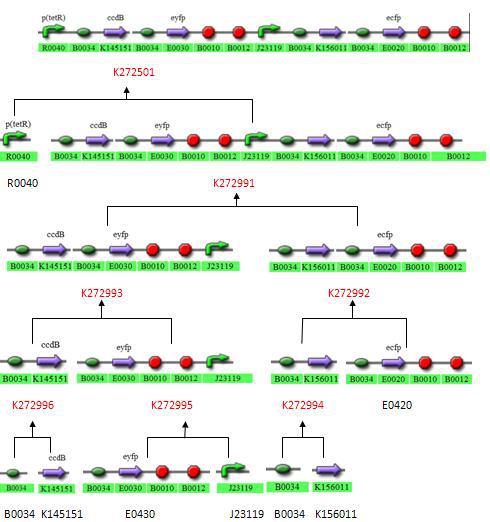 p(tetR) ccdB eyfp ecfp
R0040 B0034 K145151 B0034 E0030 B0010 B0012 J23119 B0034 K156011 B0034 E0020 B0010 B0012
K272501
p(tetR) ccdB eyfp ecfp
R0040 B0034 K145151 B0034 E0030 B0010 B0012 J23119 B0034 K156011 B0034 E0020 B0010 B0012
R0040 K272991
ccdB eyfp ecfp
B0034 K145151 B0034 E0030 B0010 B0012 J23119 B0034 K156011 B0034 E0020 B0010 B0012
K272993 K272992
ccdB eyfp ecfp
B0034 K145151 B0034 E0030 B0010 B0012 J23119 B0034 K156011 B0034 E0020 B0010 B0012
K272996 K272995 K272994 E0420
ccdB eyfp
B0034 K145151 B0034 E0030 B0010 B0012 J23119 B0034 K156011
B0034 K145151 E0430 J23119 B0034 K156011